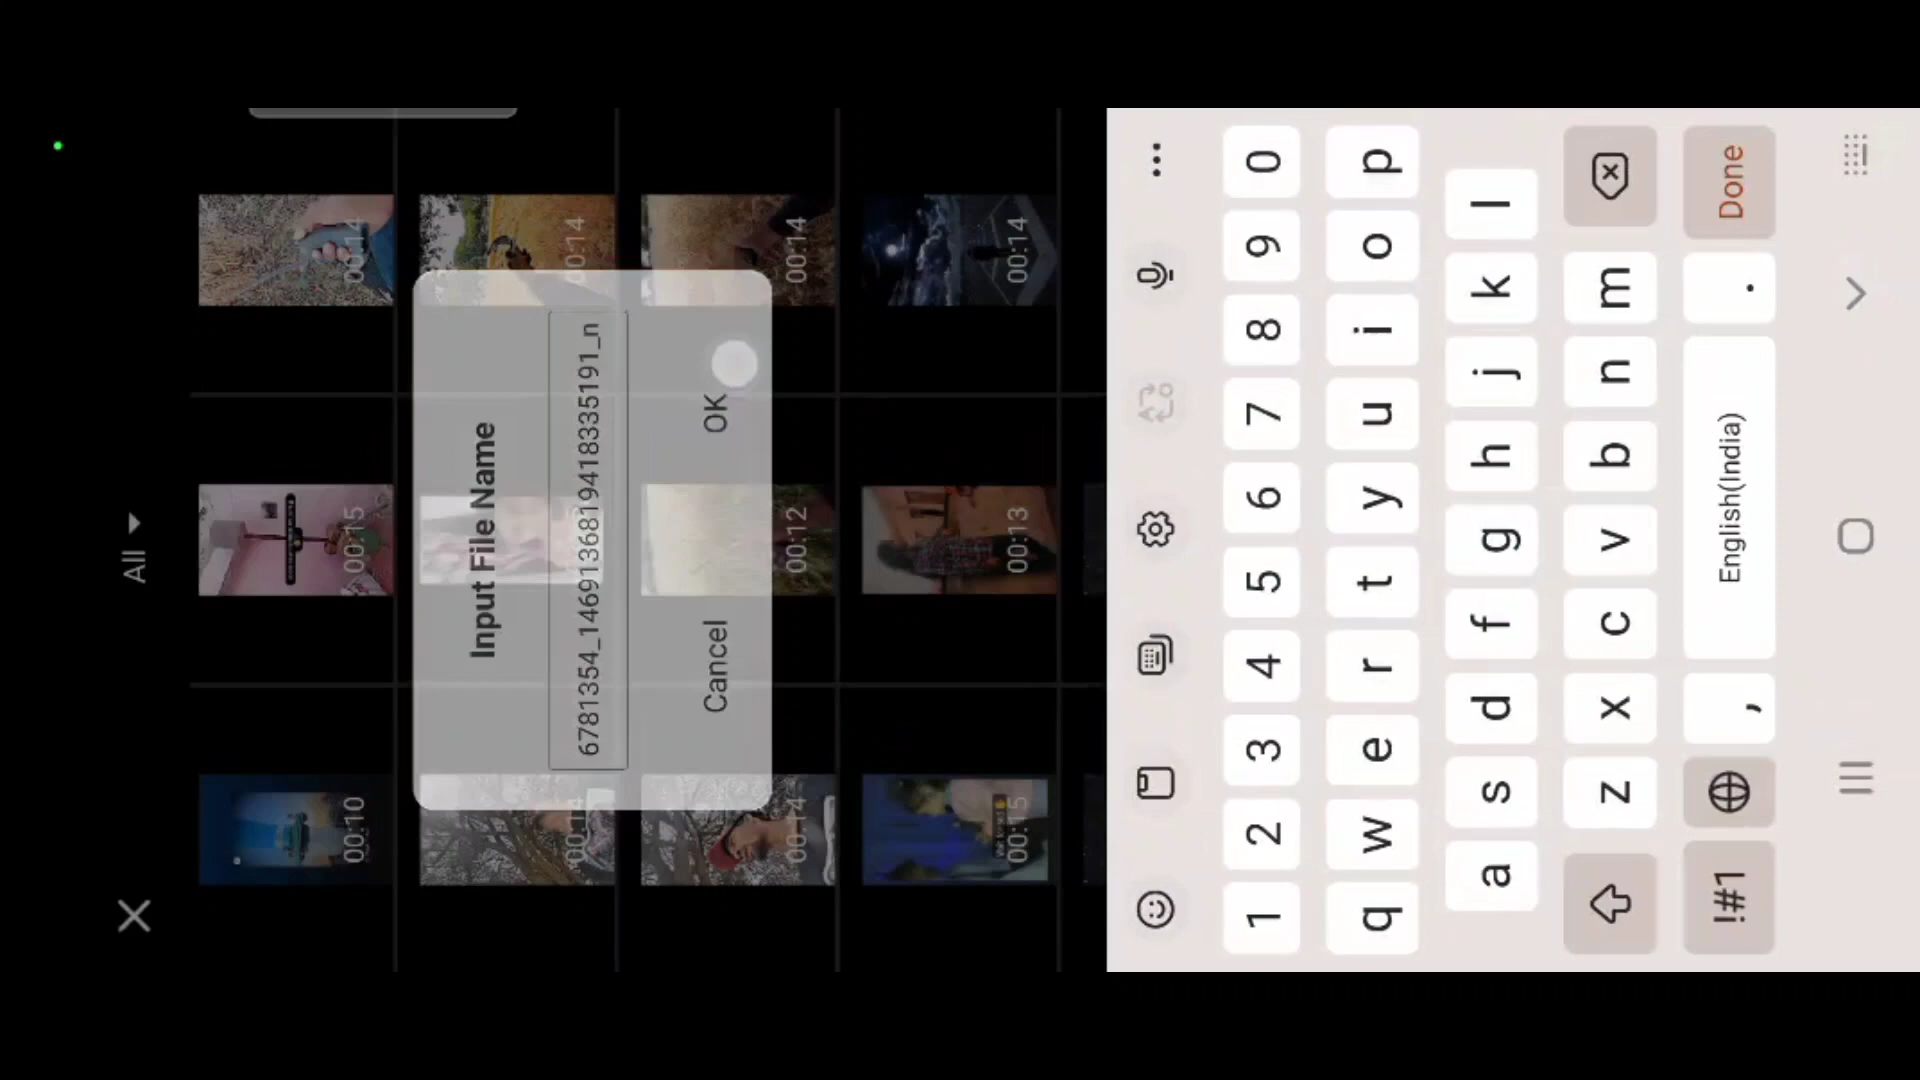 All
00:10 00:15 00:14
00:14 00:14
Input File Name
6781354_1469136819418335191_n
Cancel OK
00:14 00:12 00:14
00:15 00:13 00:14
1 2 3 4 5 6 7 8 9 0
q w e r t y u i o p
a s d f g h j k l
z x c v b n m
!#1 , English(India) . Done